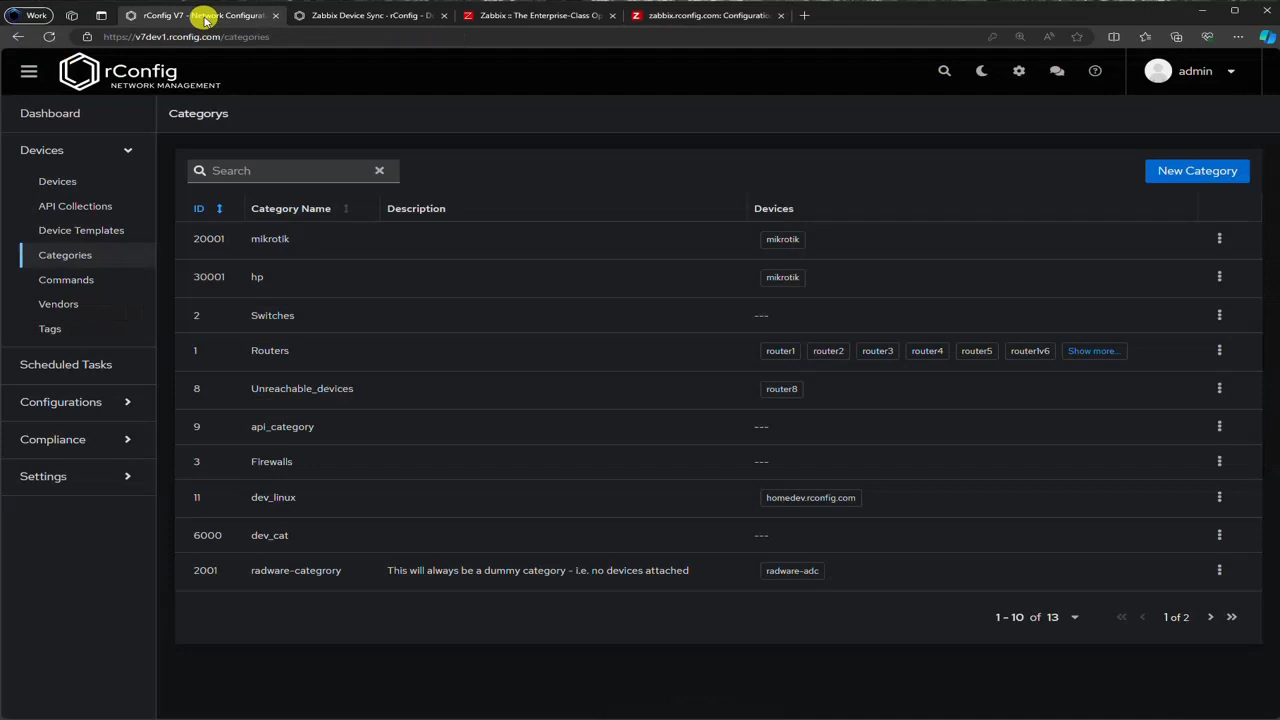 Work
rConfig V7 - Network Configurat
Zabbix Device Sync - rConfig - D
Zabbix :: The Enterprise-Class Op
zabbix.rconfig.com: Configuratio
https://v7dev1.rconfig.com/categories
rConfig
NETWORK MANAGEMENT
admin
Dashboard
Categorys
Devices
Search
New Category
Devices
API Collections
Device Templates
Categories
Commands
Vendors
Tags
Scheduled Tasks
Configurations
Compliance
Settings
ID Category Name Description Devices
20001 mikrotik mikrotik
30001 hp mikrotik
2 Switches ---
1 Routers router1 router2 router3 router4 router5 router1v6 Show more...
8 Unreachable_devices router8
9 api_category ---
3 Firewalls ---
11 dev_linux homedev.rconfig.com
6000 dev_cat ---
2001 radware-categrory This will always be a dummy category - i.e. no devices attached radware-adc
1 - 10 of 13 1 of 2